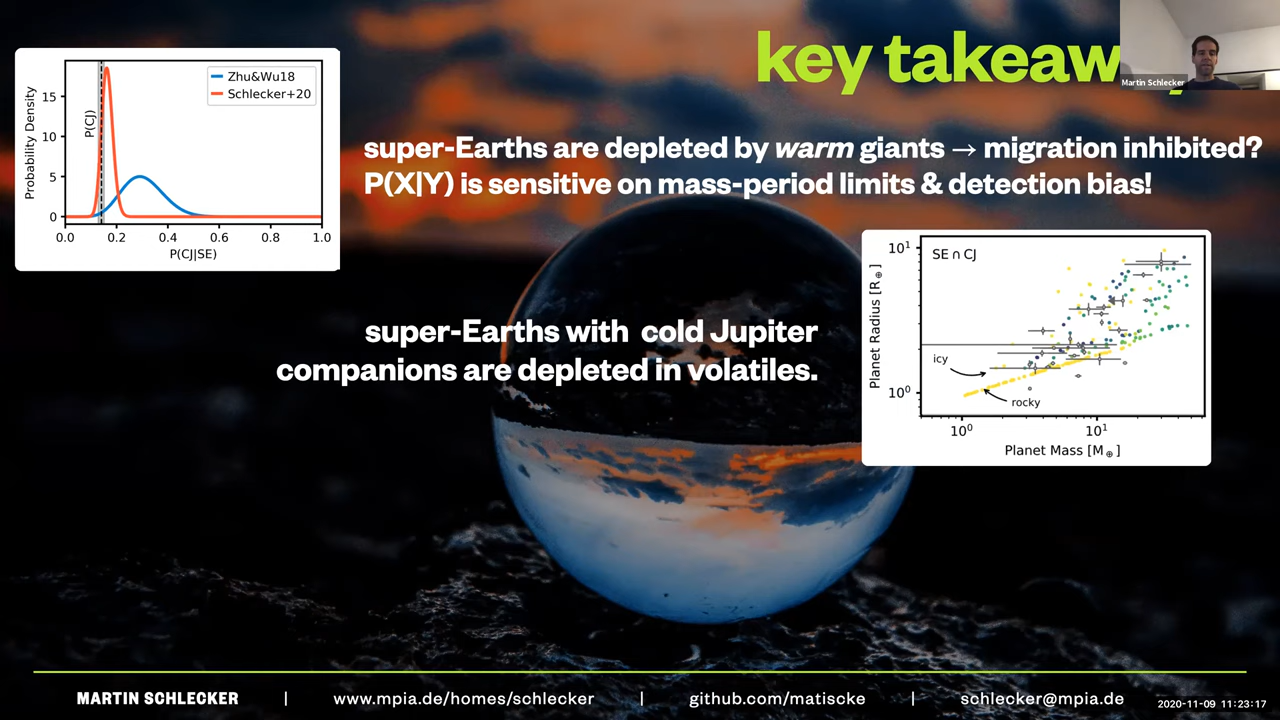 key takeaw
Martin Schlecker
Zhu&Wu18
Schlecker+20
P(CJ)
Probability Density
15
10
5
0
0.0 0.2 0.4 0.6 0.8 1.0
P(CJ|SE)
super-Earths are depleted by warm giants → migration inhibited?
P(X|Y) is sensitive on mass-period limits & detection bias!
super-Earths with cold Jupiter
companions are depleted in volatiles.
SE ∩ CJ
Planet Radius [R⊕]
10¹
10⁰
icy
rocky
10⁰ 10¹
Planet Mass [M⊕]
MARTIN SCHLECKER | www.mpia.de/homes/schlecker | github.com/matiscke | schlecker@mpia.de
2020-11-09 11:23:17